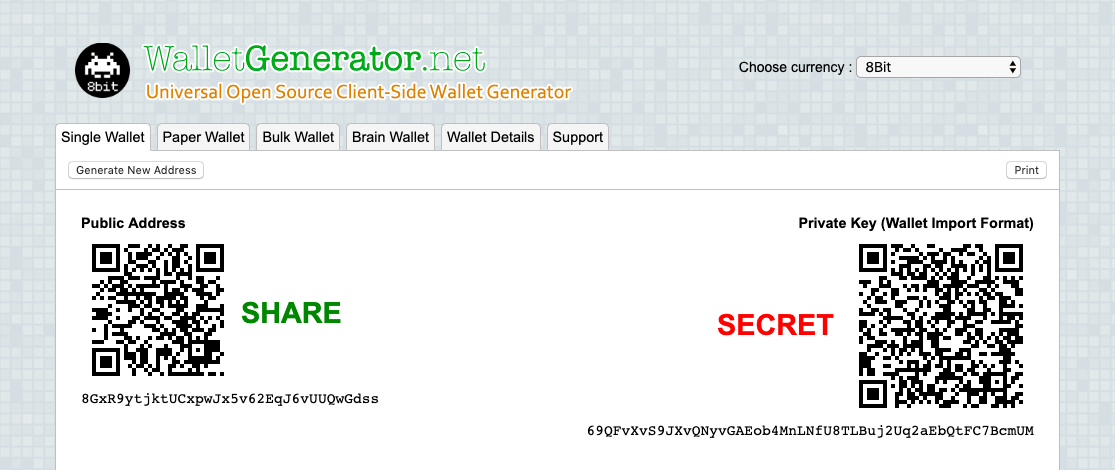 WalletGenerator.net
8bit
Universal Open Source Client-Side Wallet Generator
Choose currency : 8Bit
Single Wallet Paper Wallet Bulk Wallet Brain Wallet Wallet Details Support
Generate New Address Print
Public Address Private Key (Wallet Import Format)
SHARE
SECRET
8GxR9ytjktUCxpwJx5v62EqJ6vUUQwGdss
69QFvXvS9JXvQNyvGAEob4MnLNfU8TLBuj2Uq2aEbQtFC7BcmUM